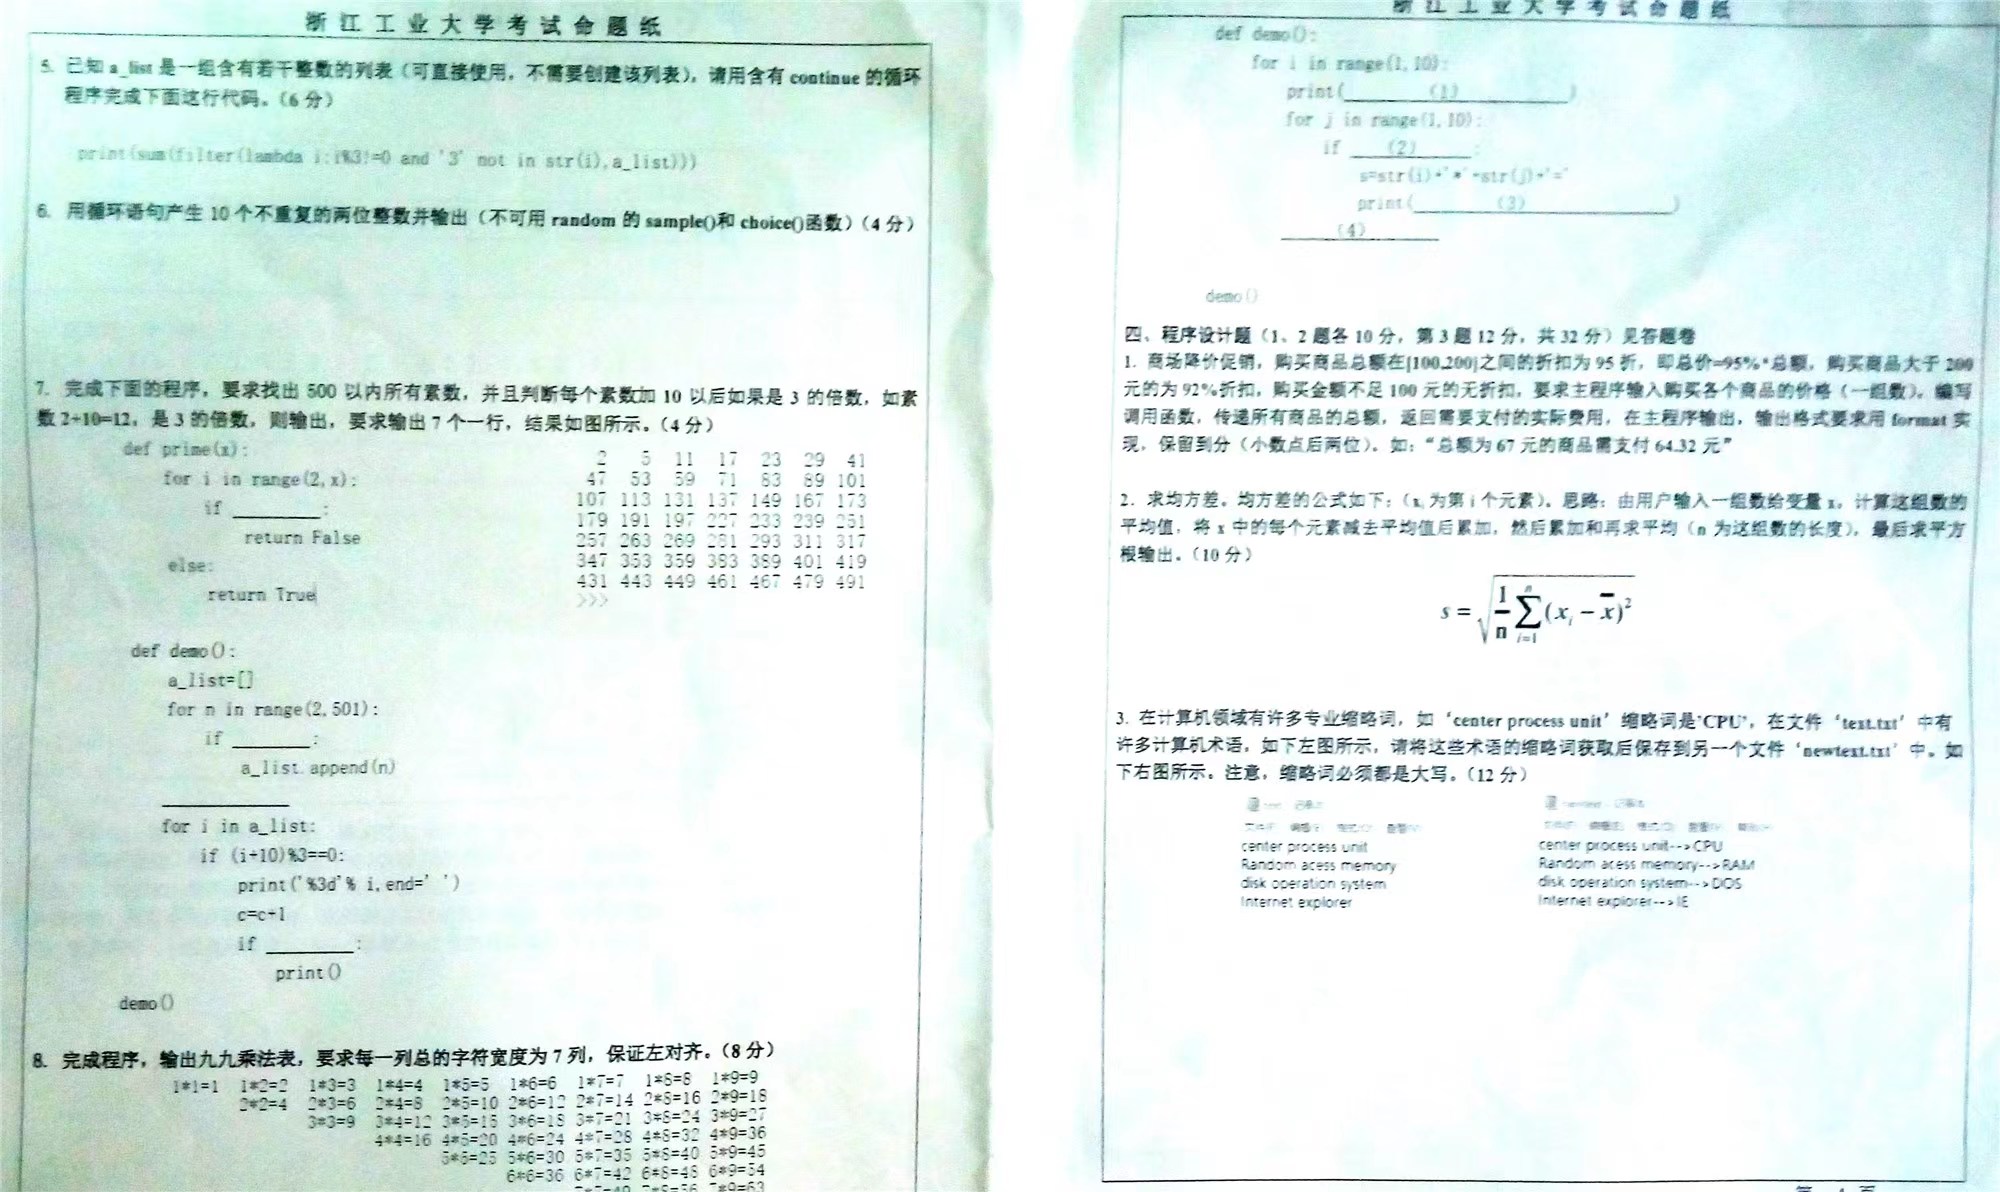 浙江工业大学考试命题纸
5. 已知 a_list 是一组含有若干整数的列表（可直接使用，不需要创建该列表），请用含有 continue 的循环
程序完成下面这行代码。（6 分）
print(sum(filter(lambda i:i%3!=0 and '3' not in str(i),a_list)))
6. 用循环语句产生 10 个不重复的两位整数并输出（不可用 random 的 sample()和 choice()函数）（4 分）
7. 完成下面的程序，要求找出 500 以内所有素数，并且判断每个素数加 10 以后如果是 3 的倍数，如素
数 2+10=12，是 3 的倍数，则输出，要求输出 7 个一行，结果如图所示。（4 分）
def prime(x):
for i in range(2,x):
if ________:
return False
else:
return True
2 5 11 17 23 29 41
47 53 59 71 83 89 101
107 113 131 137 149 167 173
179 191 197 227 233 239 251
257 263 269 281 293 311 317
347 353 359 383 389 401 419
431 443 449 461 467 479 491
>>>
def demo():
a_list=[]
for n in range(2,501):
if ________:
a_list.append(n)
____________
for i in a_list:
if (i+10)%3==0:
print('%3d'% i,end=' ')
c=c+1
if ________:
print()
demo()
8. 完成程序，输出九九乘法表，要求每一列总的字符宽度为 7 列，保证左对齐。（8 分）
1*1=1 1*2=2 1*3=3 1*4=4 1*5=5 1*6=6 1*7=7 1*8=8 1*9=9
2*2=4 2*3=6 2*4=8 2*5=10 2*6=12 2*7=14 2*8=16 2*9=18
3*3=9 3*4=12 3*5=15 3*6=18 3*7=21 3*8=24 3*9=27
4*4=16 4*5=20 4*6=24 4*7=28 4*8=32 4*9=36
5*5=25 5*6=30 5*7=35 5*8=40 5*9=45
6*6=36 6*7=42 6*8=48 6*9=54
7*7=49 7*8=56 7*9=63
浙江工业大学考试命题纸
def demo():
for i in range(1,10):
print(________(1)________)
for j in range(1,10):
if ___(2)_____:
s=str(i)+'*'+str(j)+'='
print(________(3)________)
_____(4)_______
demo()
四、程序设计题（1、2 题各 10 分，第 3 题 12 分，共 32 分）见答题卷
1. 商场降价促销，购买商品总额在[100,200]之间的折扣为 95 折，即总价=95%*总额，购买商品大于 200
元的为 92%折扣，购买金额不足 100 元的无折扣，要求主程序输入购买各个商品的价格（一组数），编写
调用函数，传递所有商品的总额，返回需要支付的实际费用，在主程序输出，输出格式要求用 format 实
现，保留到分（小数点后两位）。如：“总额为 67 元的商品需支付 64.32 元”
2. 求均方差。均方差的公式如下：（xi 为第 i 个元素）。思路：由用户输入一组数给变量 x，计算这组数的
平均值，将 x 中的每个元素减去平均值后累加，然后累加和再求平均（n 为这组数的长度），最后求平方
根输出。（10 分）
s = √(1/n ∑_{i=1}^{n} (x_i − x̄)²)
3. 在计算机领域有许多专业缩略词，如‘center process unit’缩略词是'CPU'，在文件‘text.txt’中有
许多计算机术语，如下左图所示，请将这些术语的缩略词获取后保存到另一个文件‘newtext.txt’中。如
下右图所示。注意，缩略词必须都是大写。（12 分）
center process unit
Random acess memory
disk operation system
Internet explorer
center process unit-->CPU
Random acess memory-->RAM
disk operation system-->DOS
Internet explorer-->IE